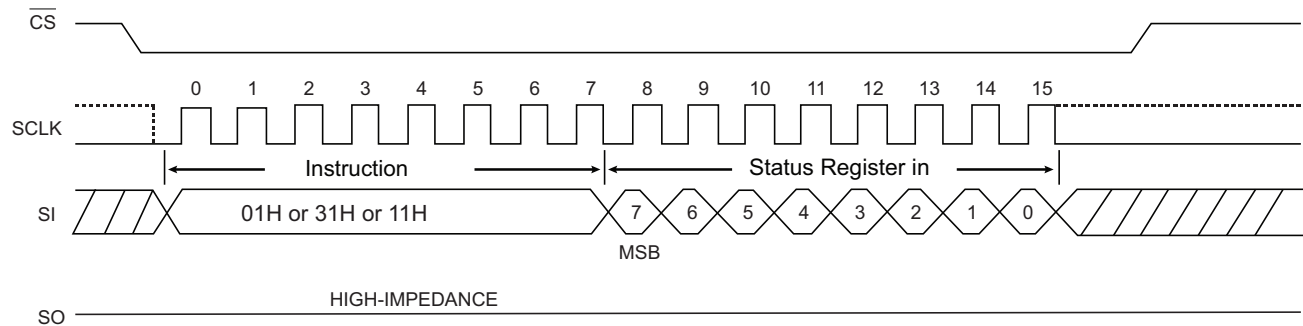 CS
0 1 2 3 4 5 6 7 8 9 10 11 12 13 14 15
SCLK
Instruction Status Register in
SI 01H or 31H or 11H 7 6 5 4 3 2 1 0
MSB
HIGH-IMPEDANCE
SO